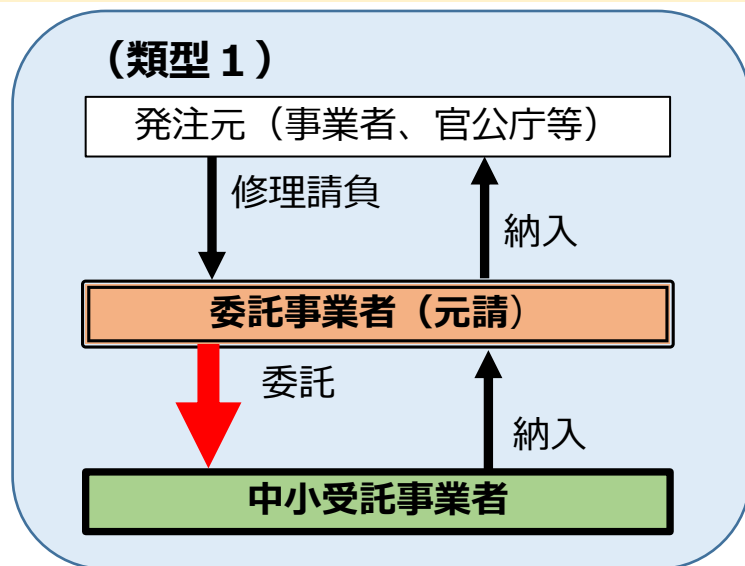 （類型１）
発注元（事業者、官公庁等）
修理請負
納入
委託事業者（元請）
委託
納入
中小受託事業者